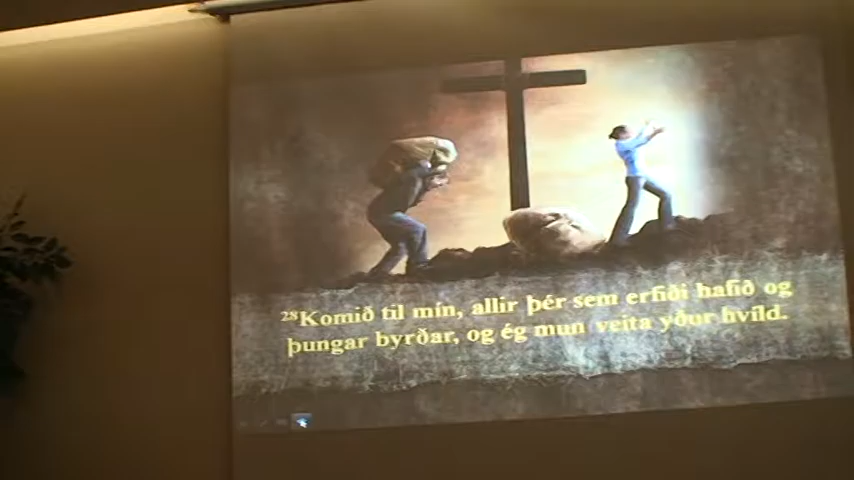 28Komið til mín, allir þér sem erfiði hafið og
þungar byrðar, og ég mun veita yður hvíld.